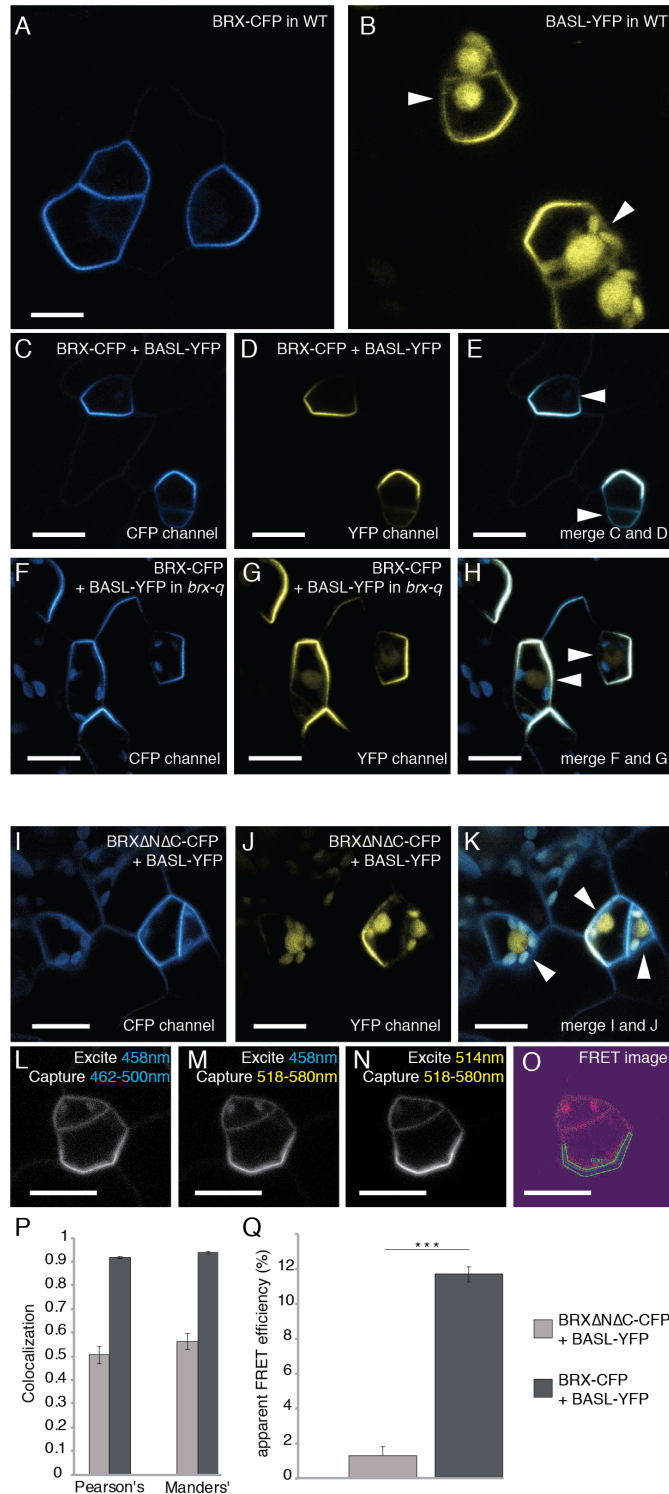 A BRX-CFP in WT
B BASL-YFP in WT
C BRX-CFP + BASL-YFP
CFP channel
D BRX-CFP + BASL-YFP
YFP channel
E
merge C and D
F BRX-CFP
+ BASL-YFP in brx-q
CFP channel
G BRX-CFP
+ BASL-YFP in brx-q
YFP channel
H
merge F and G
I BRXΔNΔC-CFP
+ BASL-YFP
CFP channel
J BRXΔNΔC-CFP
+ BASL-YFP
YFP channel
K
merge I and J
L Excite 458nm
Capture 462-500nm
M Excite 458nm
Capture 518-580nm
N Excite 514nm
Capture 518-580nm
O FRET image
P
Colocalization
1
0.9
0.8
0.7
0.6
0.5
0.4
0.3
0.2
0.1
0
Pearson's Manders'
Q
apparent FRET efficiency (%)
12
10
8
6
4
2
0
***
BRXΔNΔC-CFP
+ BASL-YFP
BRX-CFP
+ BASL-YFP